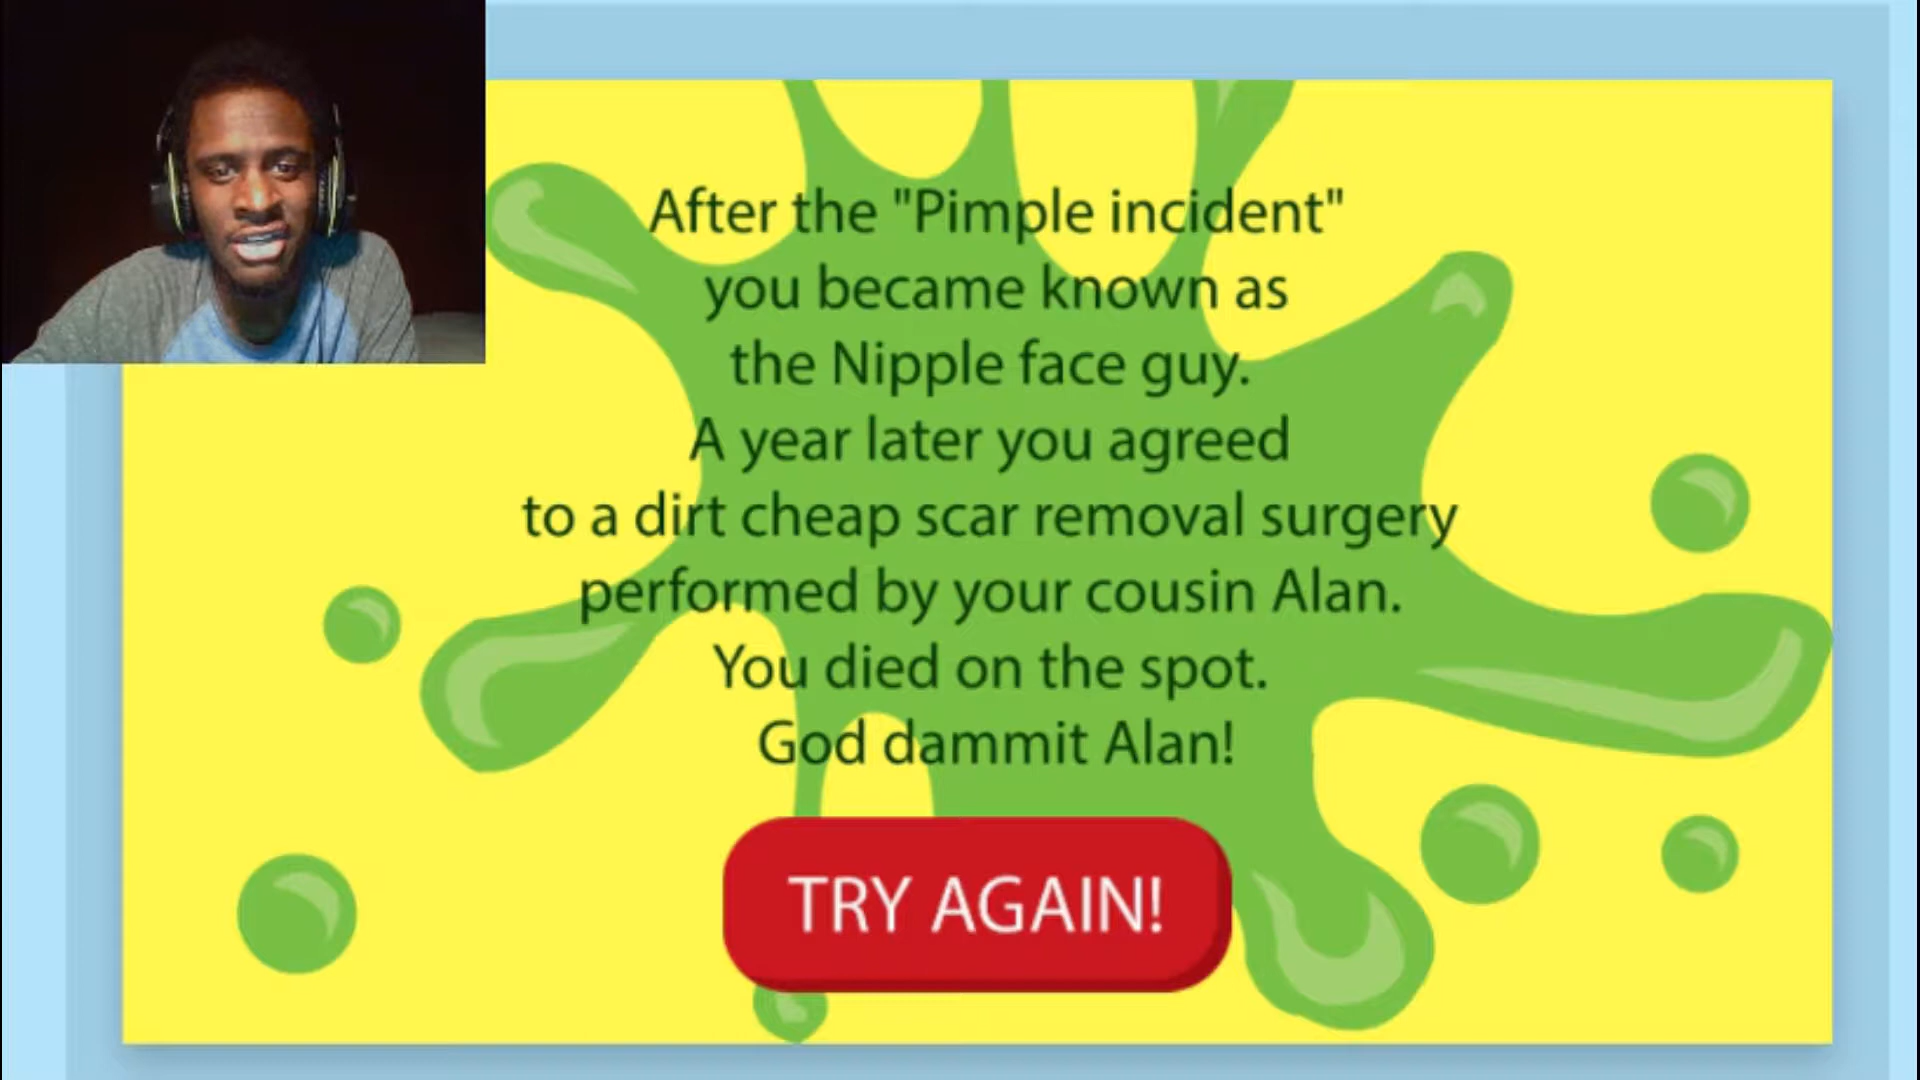 After the "Pimple incident"
you became known as
the Nipple face guy.
A year later you agreed
to a dirt cheap scar removal surgery
performed by your cousin Alan.
You died on the spot.
God dammit Alan!
TRY AGAIN!